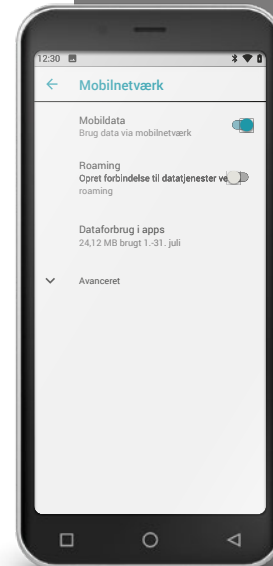 12:30
Mobilnetværk
Mobildata
Brug data via mobilnetværk
Roaming
Opret forbindelse til datatjenester ve
roaming
Dataforbrug i apps
24,12 MB brugt 1.-31. juli
Avanceret